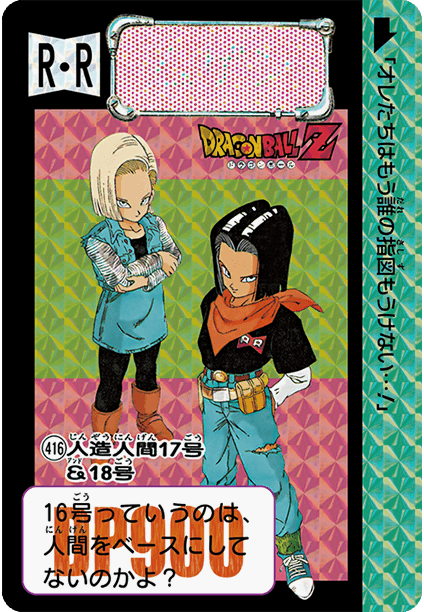 R・R
DRAGON BALL Z
ドラゴンボール
「オレたちはもう誰の指図もうけない…!」
416 人造人間17号
&18号
BP900
16号っていうのは、
人間をベースにして
ないのかよ?